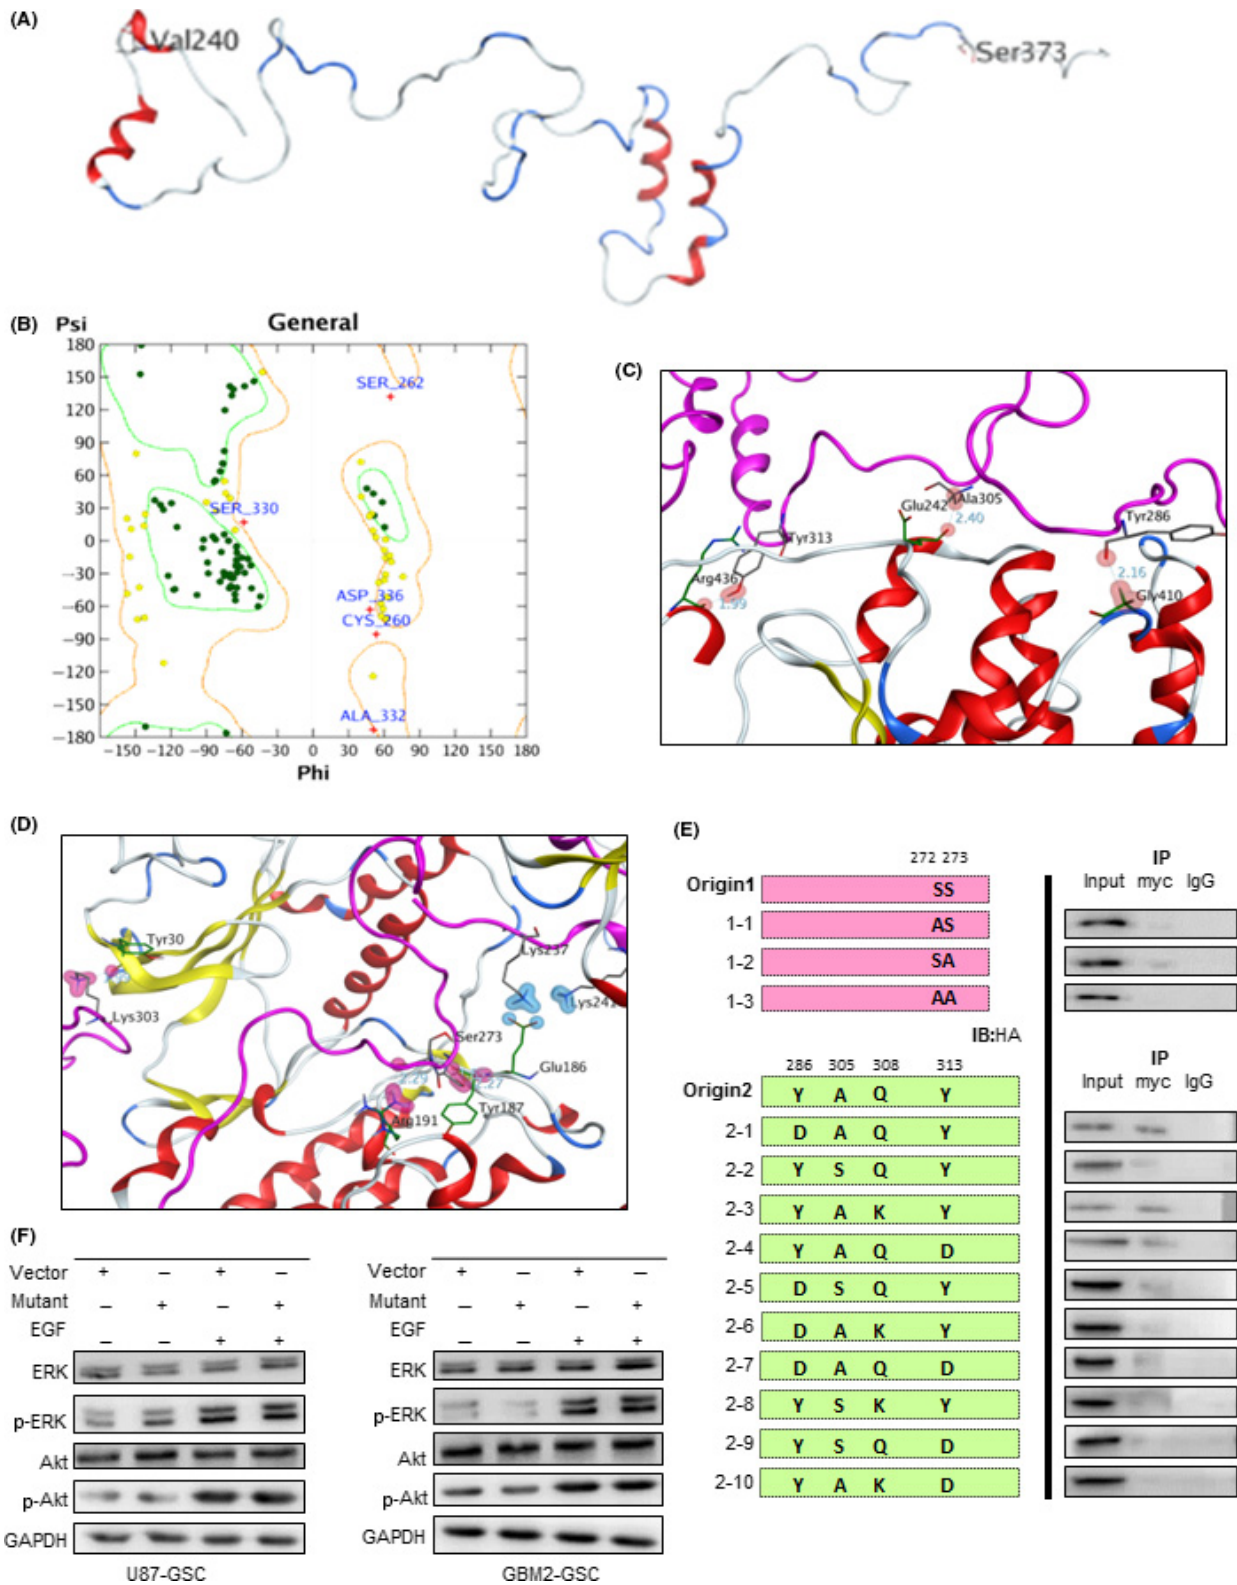 (A)
Val240
Ser373
(B) Psi General
180
150
120
90
60
30
0
−30
−60
−90
−120
−150
−180
SER_262
SER_330
ASP_336
CYS_260
ALA_332
−150 −120 −90 −60 −30 0 30 60 90 120 150 180
Phi
(C)
Glu242
Ala305
2.40
Tyr286
Tyr313
Arg436
1.99
2.16
Gly410
(D)
Tyr30
Lys237
Lys303
Lys241
Ser273
Glu186
2.29
2.27
Arg191
Tyr187
(E)
272 273
IP
Input myc IgG
Origin1 SS
1-1 AS
1-2 SA
1-3 AA
IB:HA
286 305 308 313
IP
Input myc IgG
Origin2 Y A Q Y
2-1 D A Q Y
2-2 Y S Q Y
2-3 Y A K Y
2-4 Y A Q D
2-5 D S Q Y
2-6 D A K Y
2-7 D A Q D
2-8 Y S K Y
2-9 Y S Q D
2-10 Y A K D
(F)
Vector + − + −
Mutant − + − +
EGF − − + +
ERK
p-ERK
Akt
p-Akt
GAPDH
U87-GSC
Vector + − + −
Mutant − + − +
EGF − − + +
ERK
p-ERK
Akt
p-Akt
GAPDH
GBM2-GSC